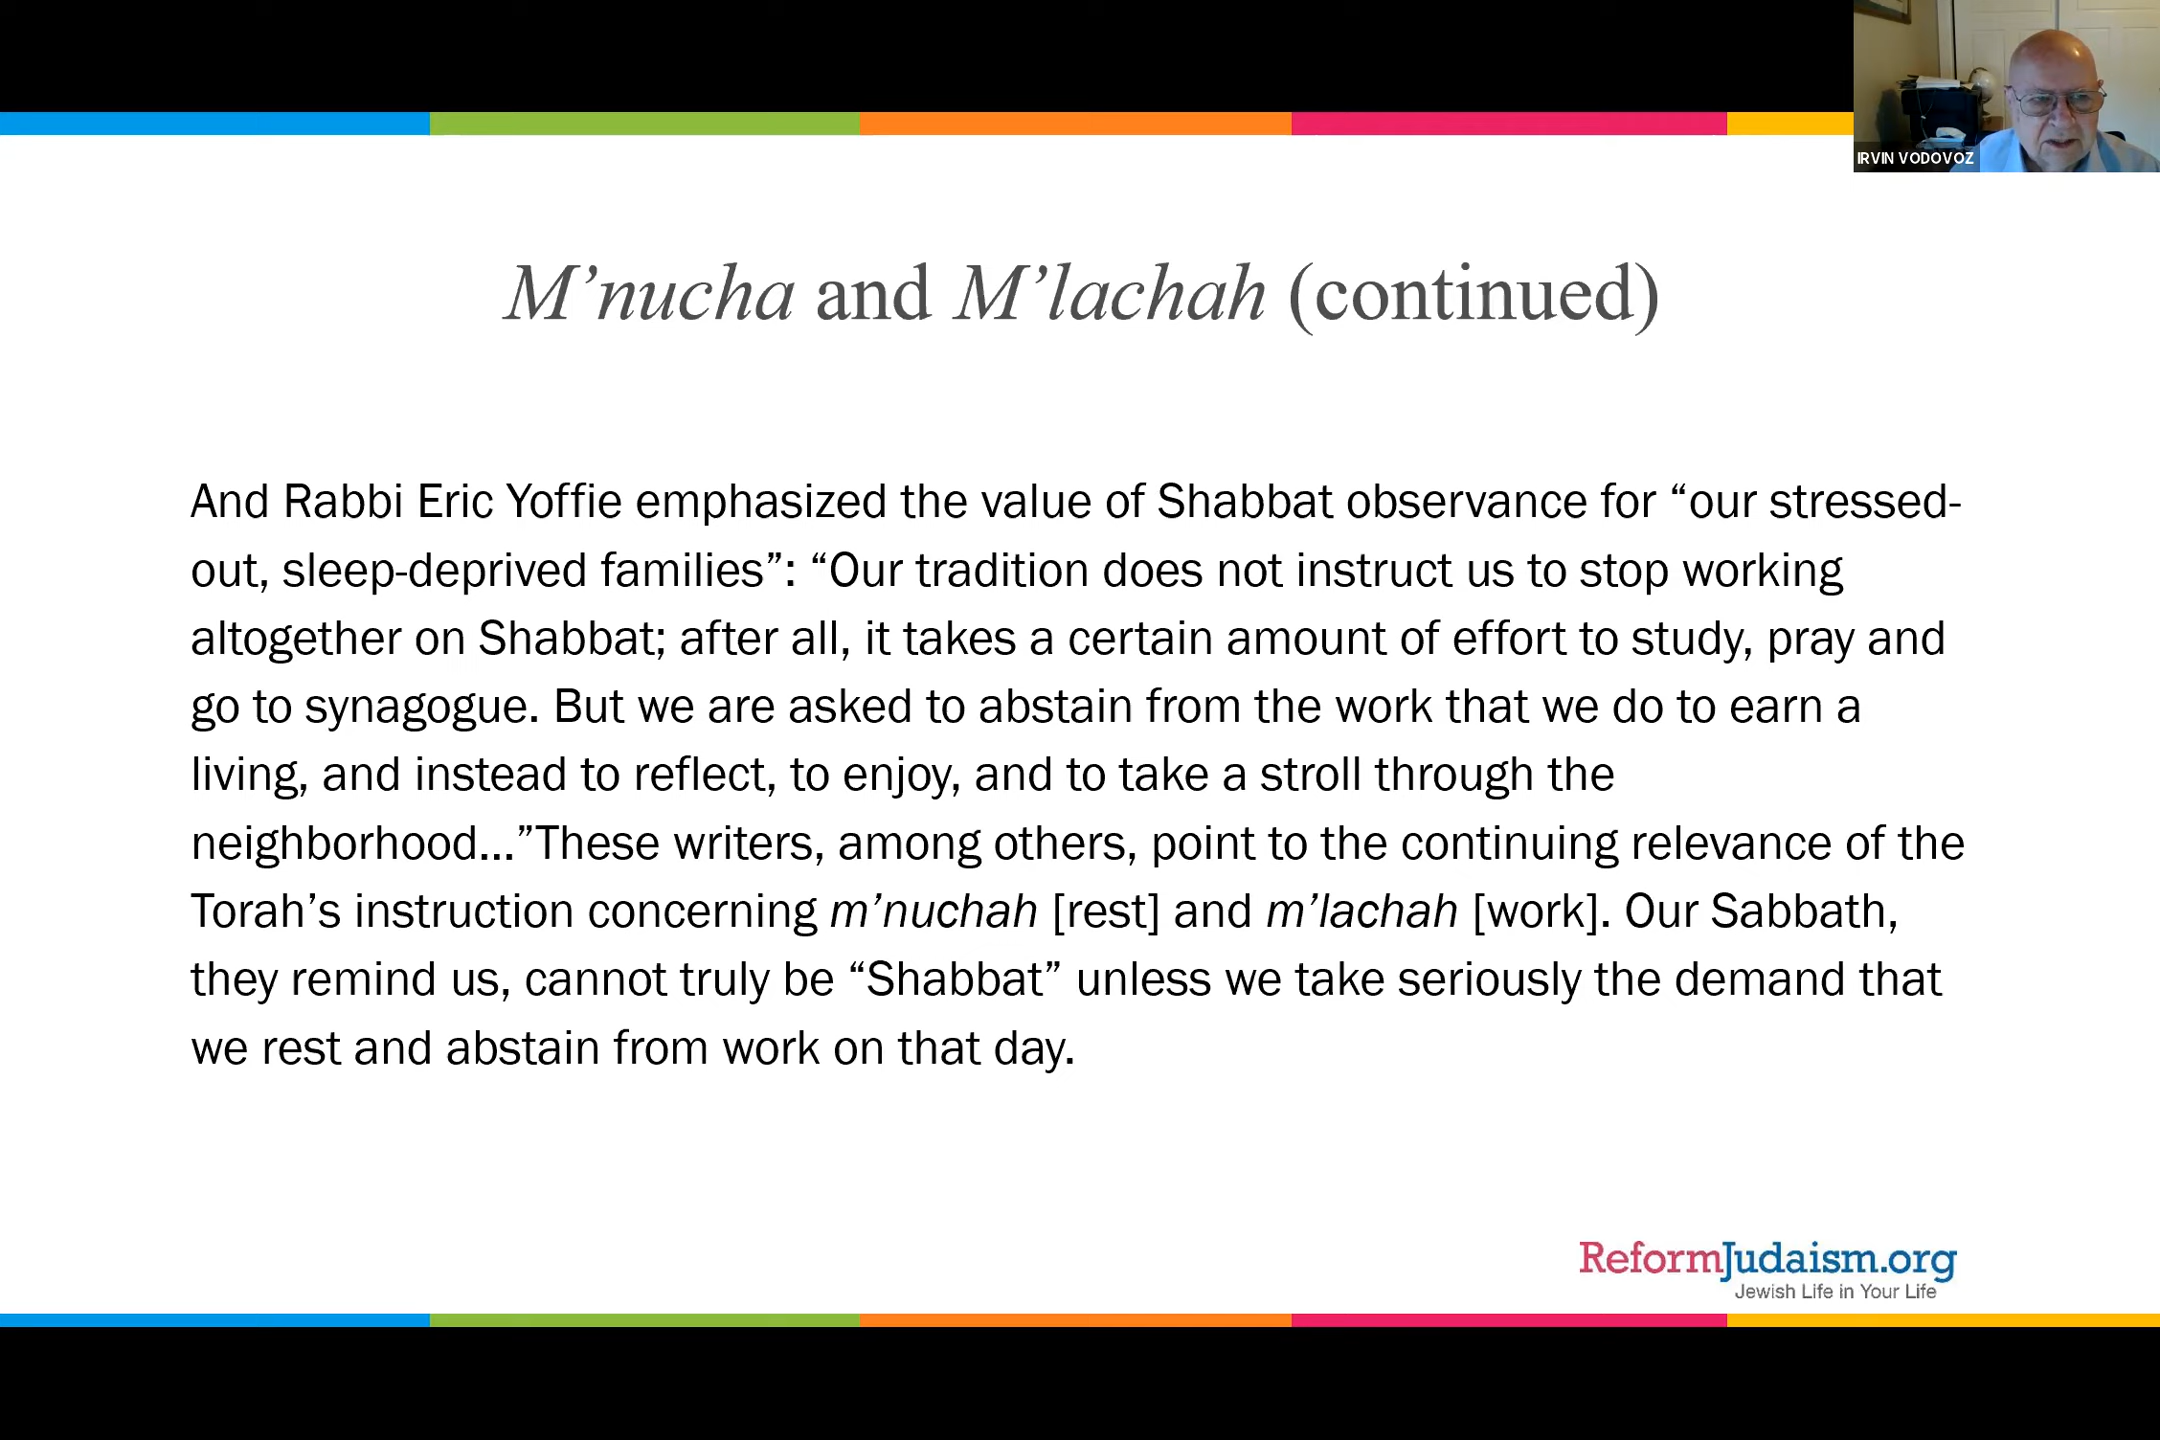 IRVIN VODOVOZ
M’nucha and M’lachah (continued)
And Rabbi Eric Yoffie emphasized the value of Shabbat observance for “our stressed-
out, sleep-deprived families”: “Our tradition does not instruct us to stop working
altogether on Shabbat; after all, it takes a certain amount of effort to study, pray and
go to synagogue. But we are asked to abstain from the work that we do to earn a
living, and instead to reflect, to enjoy, and to take a stroll through the
neighborhood...”These writers, among others, point to the continuing relevance of the
Torah’s instruction concerning m’nuchah [rest] and m’lachah [work]. Our Sabbath,
they remind us, cannot truly be “Shabbat” unless we take seriously the demand that
we rest and abstain from work on that day.
ReformJudaism.org
Jewish Life in Your Life